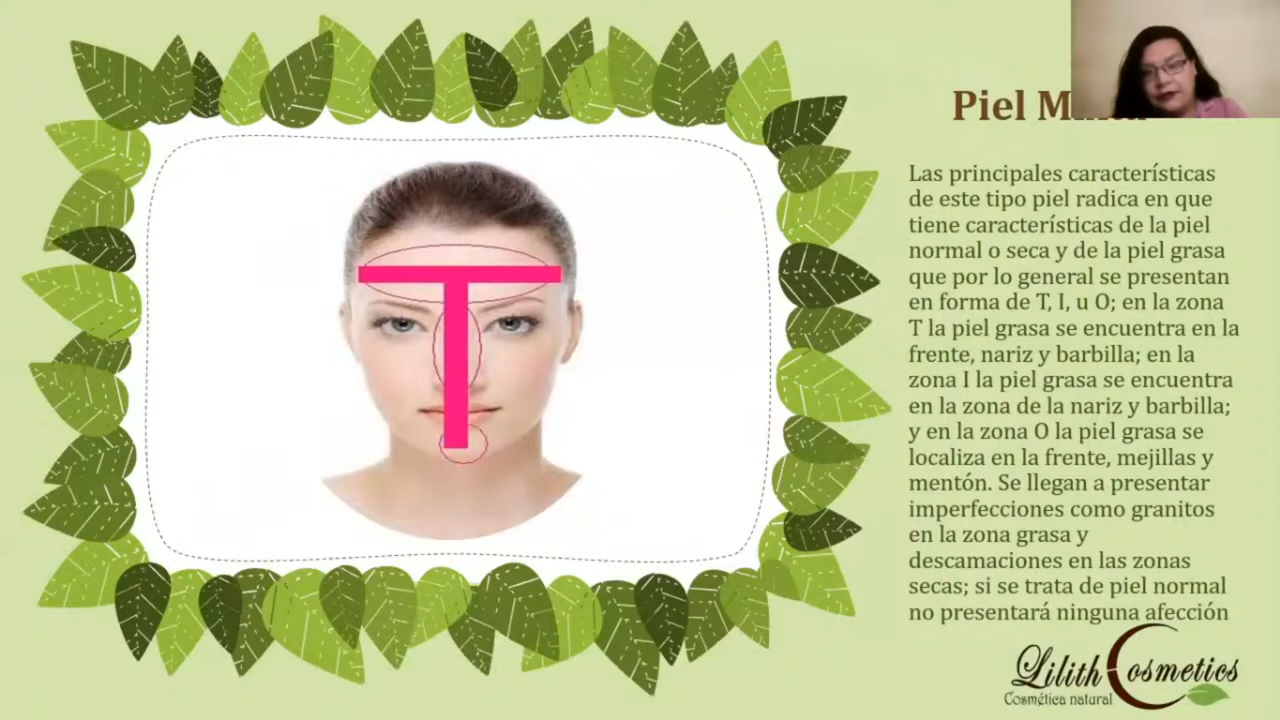 Piel
Las principales características
de este tipo piel radica en que
tiene características de la piel
normal o seca y de la piel grasa
que por lo general se presentan
en forma de T, I, u O; en la zona
T la piel grasa se encuentra en la
frente, nariz y barbilla; en la
zona I la piel grasa se encuentra
en la zona de la nariz y barbilla;
y en la zona O la piel grasa se
localiza en la frente, mejillas y
mentón. Se llegan a presentar
imperfecciones como granitos
en la zona grasa y
descamaciones en las zonas
secas; si se trata de piel normal
no presentará ninguna afección
Lilith Cosmetics
Cosmética natural
T